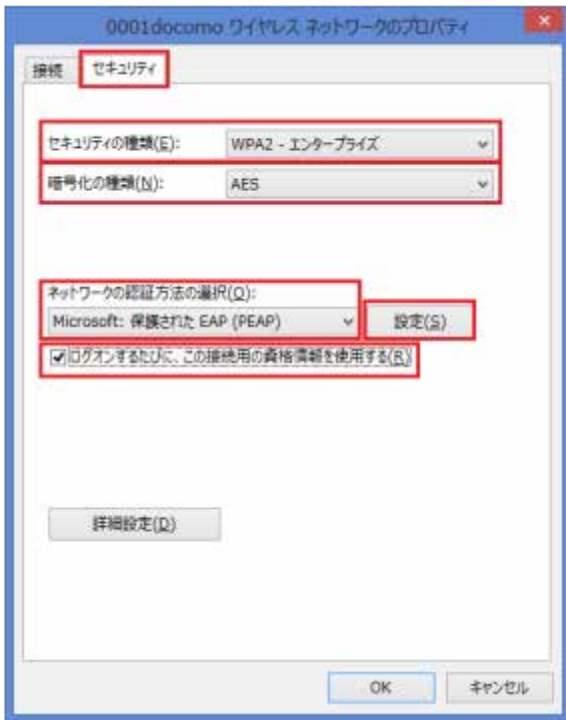 0001docomo ワイヤレス ネットワークのプロパティ
接続 セキュリティ
セキュリティの種類(E): WPA2 - エンタープライズ
暗号化の種類(N): AES
ネットワークの認証方法の選択(O):
Microsoft: 保護された EAP (PEAP) 設定(S)
ログオンするたびに、この接続用の資格情報を使用する(R)
詳細設定(D)
OK キャンセル